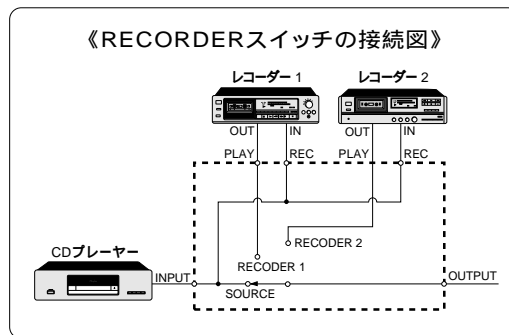 《RECORDERスイッチの接続図》
レコーダー 1
レコーダー 2
OUT
IN
OUT
IN
PLAY
REC
PLAY
REC
RECODER 2
CDプレーヤー
RECODER 1
INPUT
OUTPUT
SOURCE